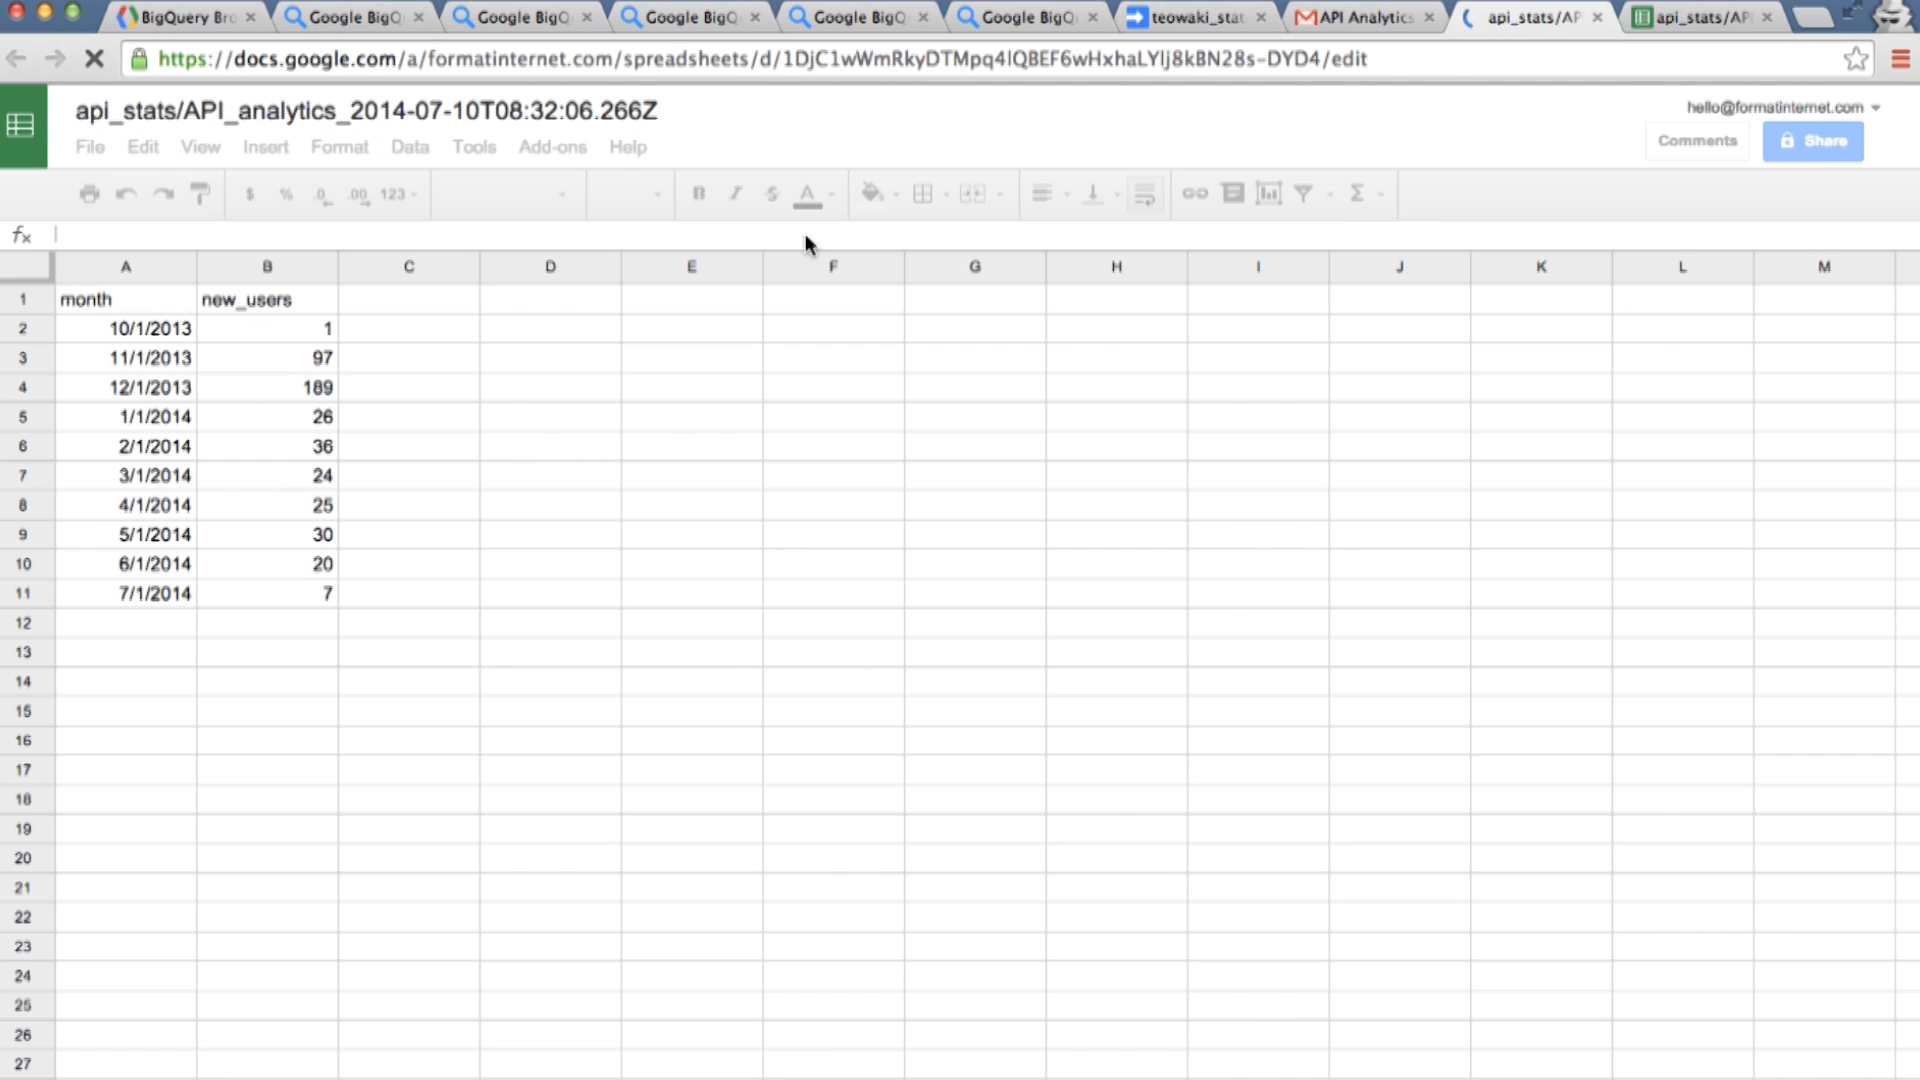 BigQuery Bro Google BigQ Google BigQ Google BigQ Google BigQ Google BigQ teowaki_stat API Analytics api_stats/AP api_stats/AP
https://docs.google.com/a/formatinternet.com/spreadsheets/d/1DjC1wWmRkyDTMpq4lQBEF6wHxhaLYlj8kBN28s-DYD4/edit
api_stats/API_analytics_2014-07-10T08:32:06.266Z
hello@formatinternet.com
File Edit View Insert Format Data Tools Add-ons Help
Comments Share
$ % .0 .00 123 B I S A Σ
fx
A B C D E F G H I J K L M
1 month new_users
2 10/1/2013 1
3 11/1/2013 97
4 12/1/2013 189
5 1/1/2014 26
6 2/1/2014 36
7 3/1/2014 24
8 4/1/2014 25
9 5/1/2014 30
10 6/1/2014 20
11 7/1/2014 7
12
13
14
15
16
17
18
19
20
21
22
23
24
25
26
27